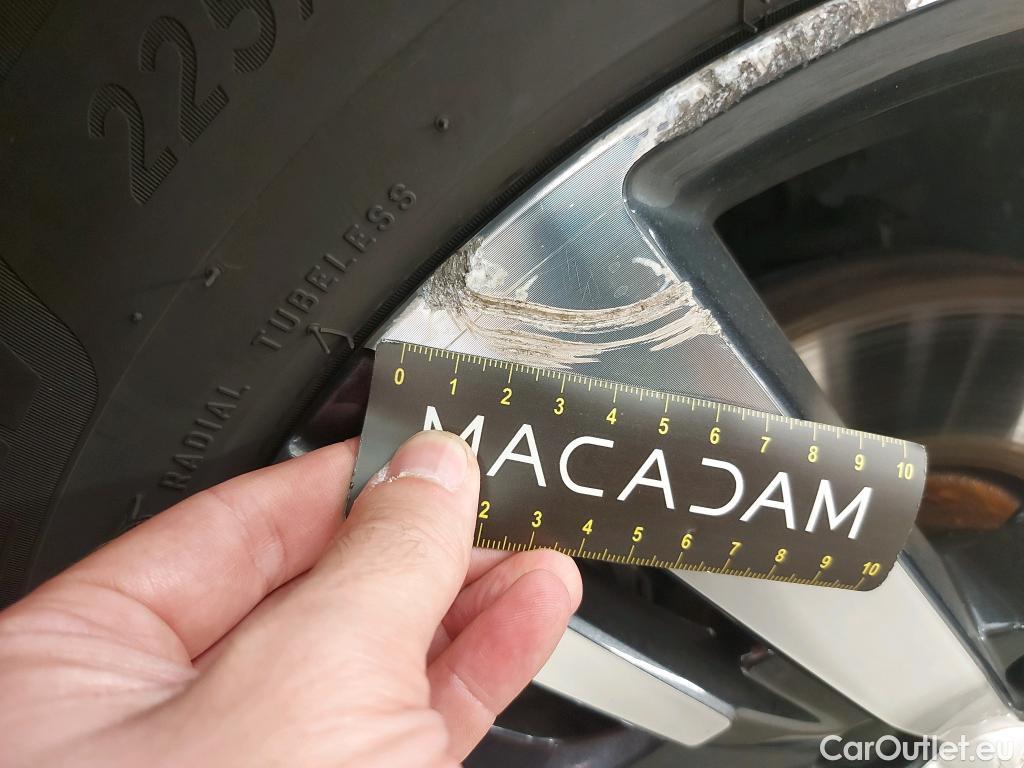 225/
RADIAL TUBELESS
0 1 2 3 4 5 6 7 8 9 10
MACADAM
2 3 4 5 6 7 8 9 10
CarOutlet.eu